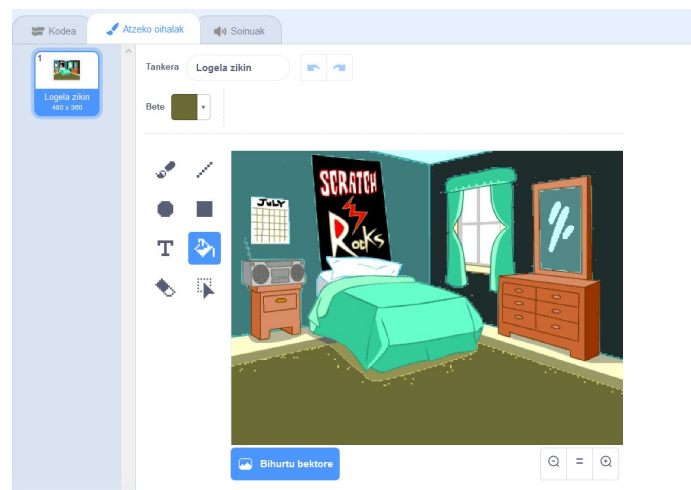 Kodea
Atzeko oihalak
Soinuak
1
Logela zikin
480 x 360
Tankera
Logela zikin
Bete
T
SCRATCH
ROCKS
JULY
Bihurtu bektore
=